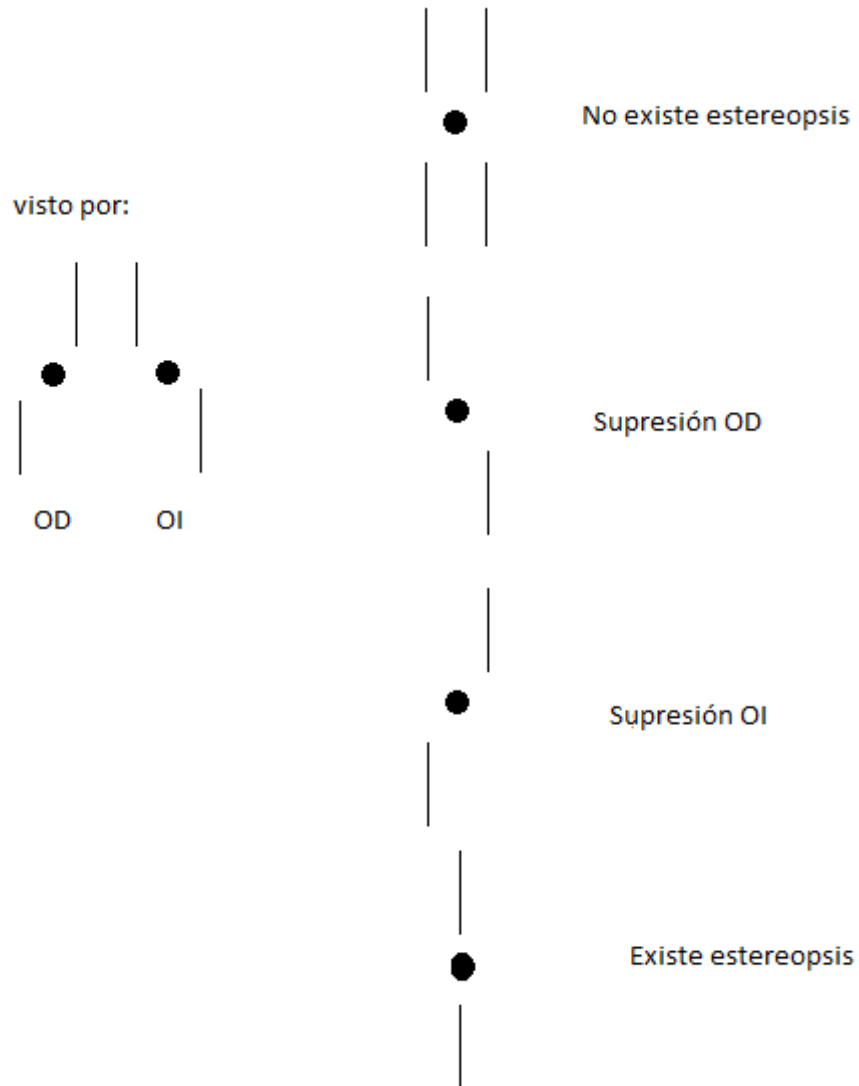 No existe estereopsis
visto por:
OD OI
Supresión OD
Supresión OI
Existe estereopsis